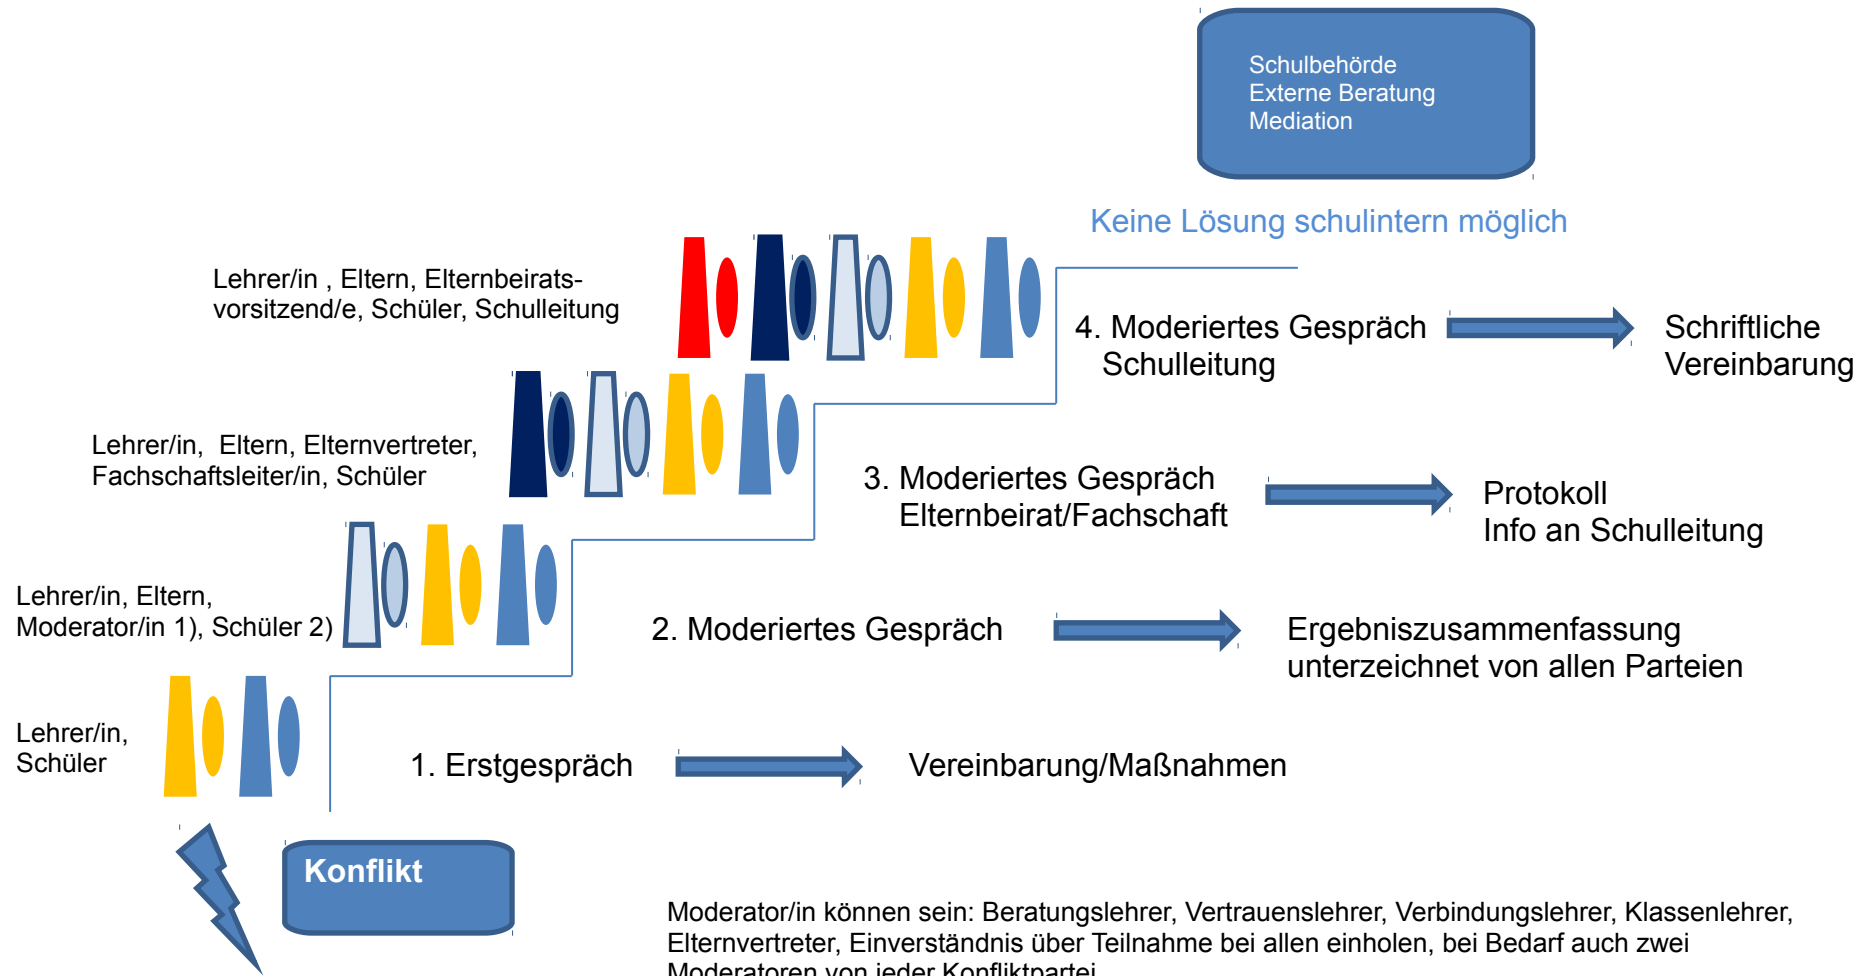 Schulbehörde
Externe Beratung
Mediation
Keine Lösung schulintern möglich
Lehrer/in , Eltern, Elternbeirats-
vorsitzend/e, Schüler, Schulleitung
4. Moderiertes Gespräch
Schulleitung
Schriftliche
Vereinbarung
Lehrer/in, Eltern, Elternvertreter,
Fachschaftsleiter/in, Schüler
3. Moderiertes Gespräch
Elternbeirat/Fachschaft
Protokoll
Info an Schulleitung
Lehrer/in, Eltern,
Moderator/in 1), Schüler 2)
2. Moderiertes Gespräch
Ergebniszusammenfassung
unterzeichnet von allen Parteien
Lehrer/in,
Schüler
1. Erstgespräch
Vereinbarung/Maßnahmen
Konflikt
Moderator/in können sein: Beratungslehrer, Vertrauenslehrer, Verbindungslehrer, Klassenlehrer,
Elternvertreter, Einverständnis über Teilnahme bei allen einholen, bei Bedarf auch zwei
Moderatoren von jeder Konfliktpartei